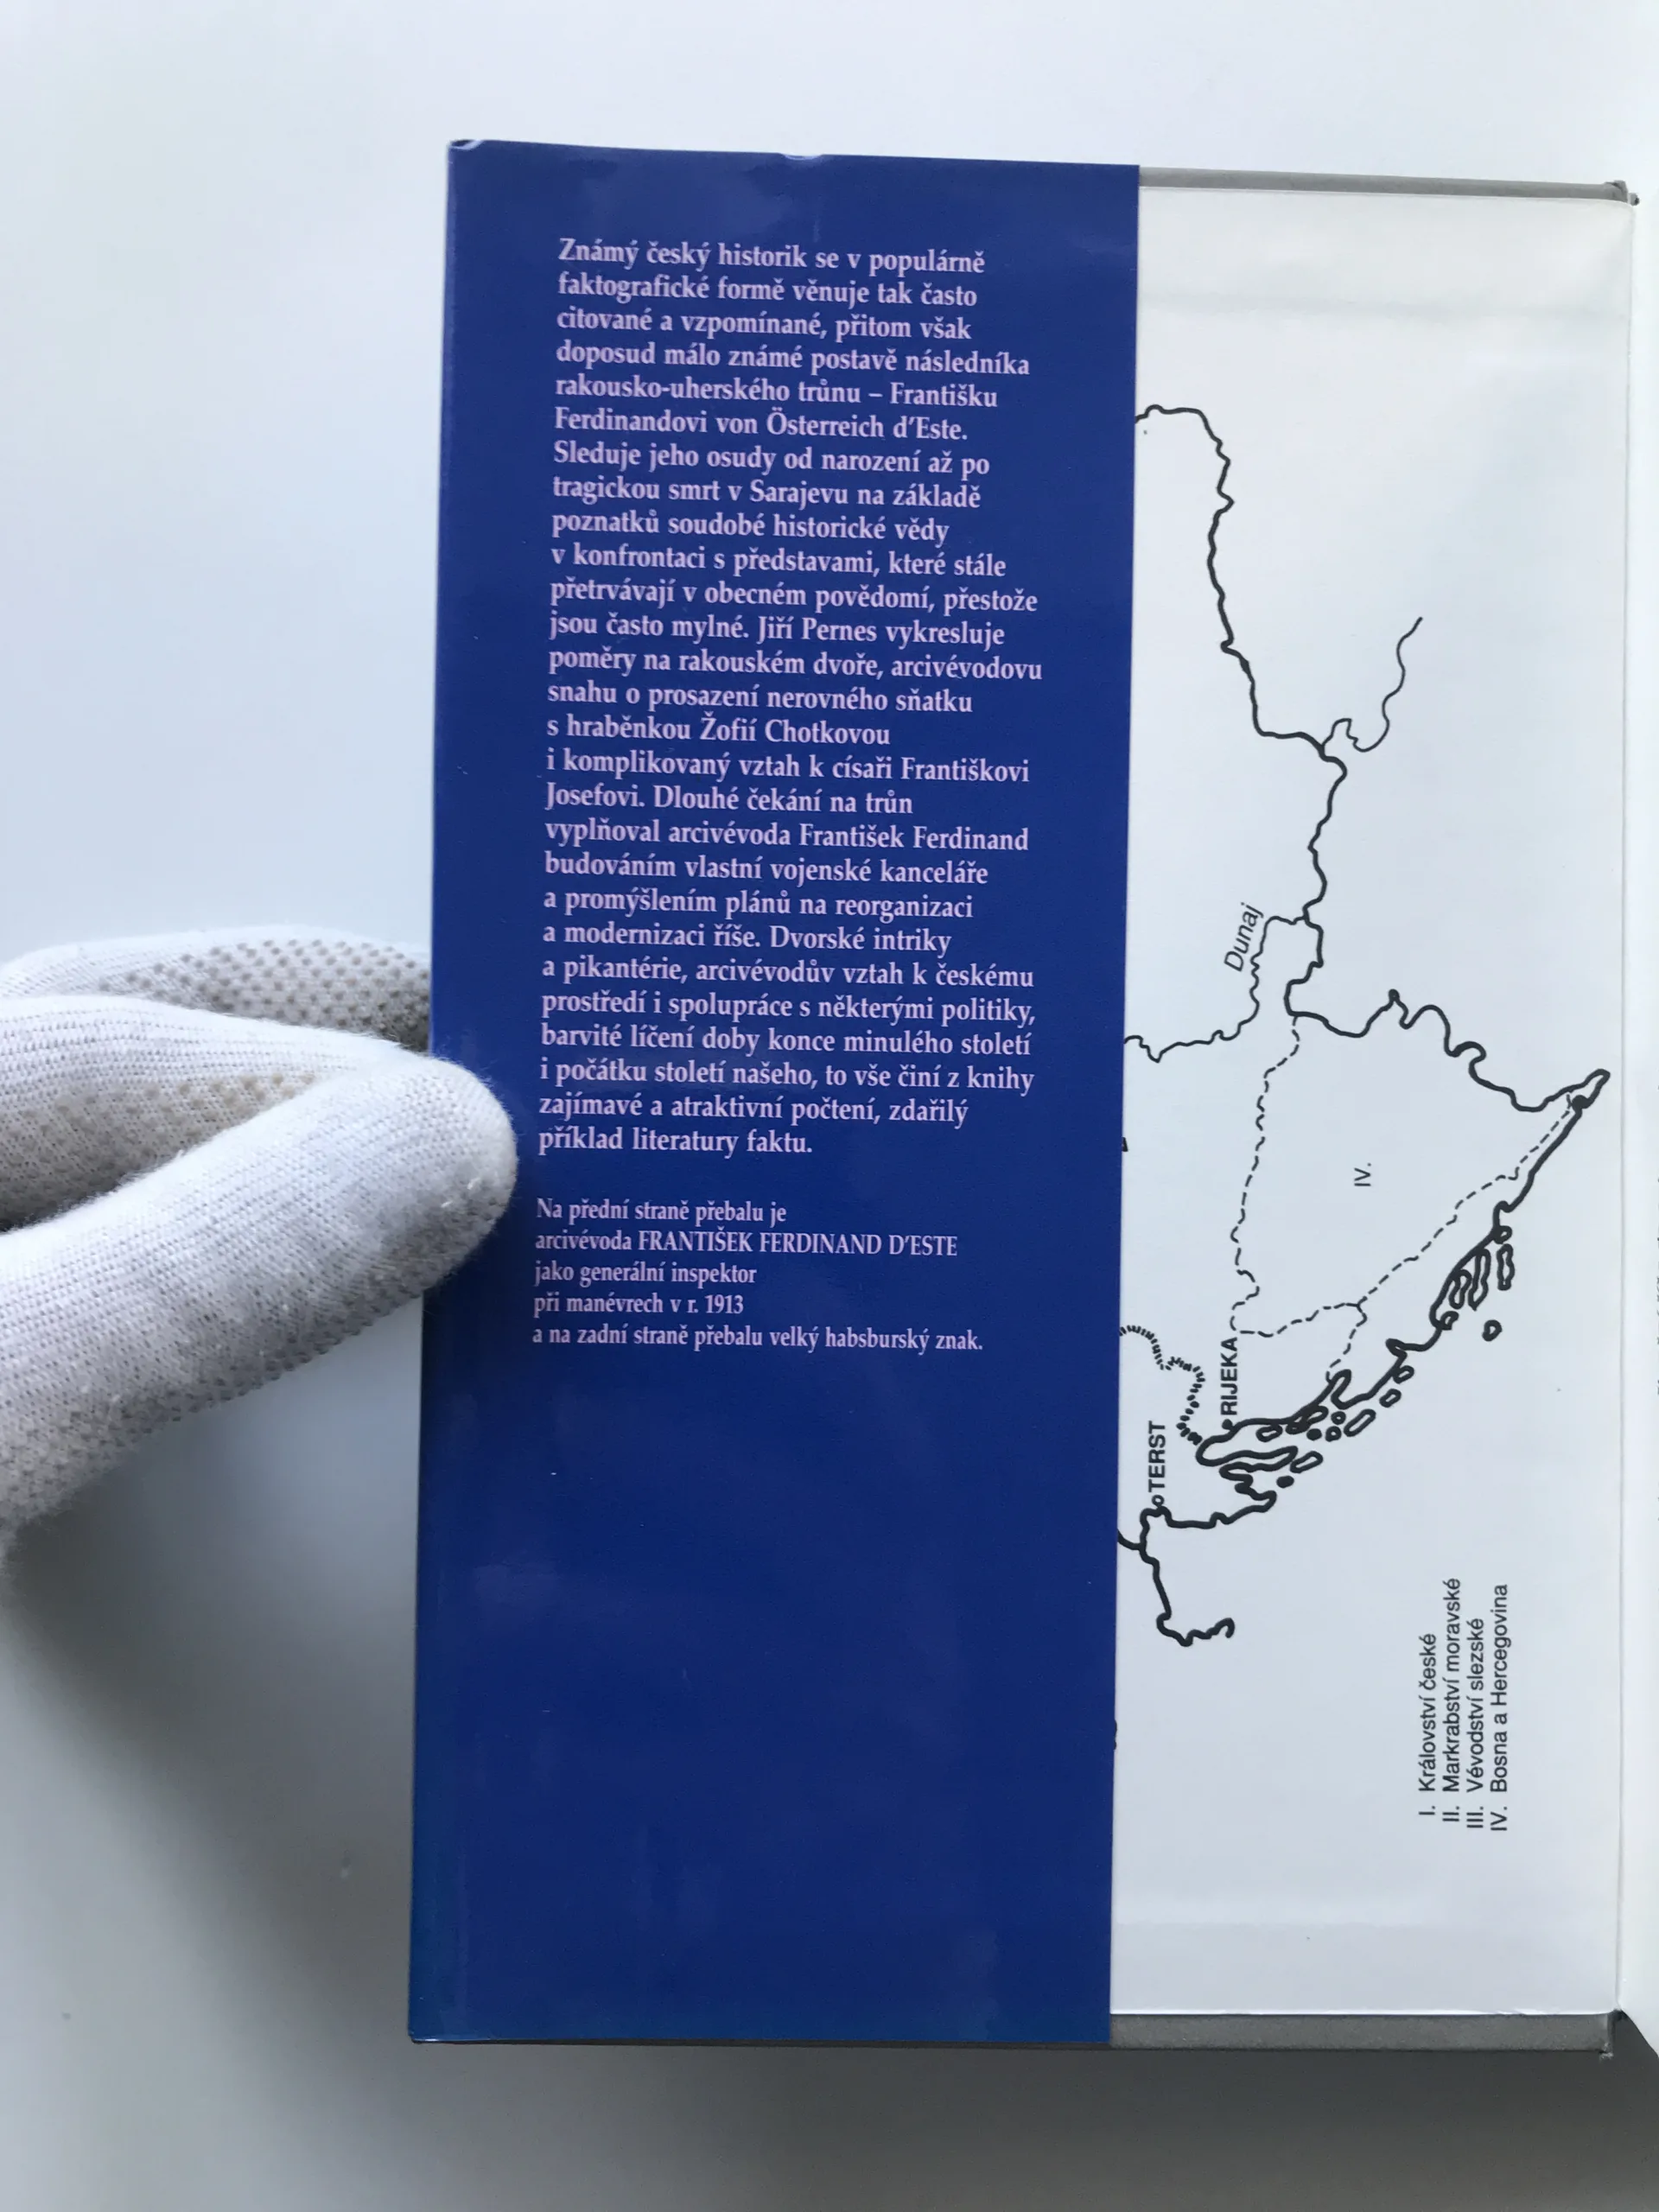 Známý český historik se v populárně
faktografické formě věnuje tak často
citované a vzpomínané, přitom však
doposud málo známé postavě následníka
rakousko-uherského trůnu – Františku
Ferdinandovi von Österreich d’Este.
Sleduje jeho osudy od narození až po
tragickou smrt v Sarajevu na základě
poznatků soudobé historické vědy
v konfrontaci s představami, které stále
přetrvávají v obecném povědomí, přestože
jsou často mylné. Jiří Pernes vykresluje
poměry na rakouském dvoře, arcivévodovu
snahu o prosazení nerovného sňatku
s hraběnkou Žofií Chotkovou
i komplikovaný vztah k císaři Františkovi
Josefovi. Dlouhé čekání na trůn
vyplňoval arcivévoda František Ferdinand
budováním vlastní vojenské kanceláře
a promýšlením plánů na reorganizaci
a modernizaci říše. Dvorské intriky
a pikantérie, arcivévodův vztah k českému
prostředí i spolupráce s některými politiky,
barvité líčení doby konce minulého století
i počátku století našeho, to vše činí z knihy
zajímavé a atraktivní počtení, zdařilý
příklad literatury faktu.
Na přední straně přebalu je
arcivévoda FRANTIŠEK FERDINAND D’ESTE
jako generální inspektor
při manévrech v r. 1913
a na zadní straně přebalu velký habsburský znak.
Dunaj
IV.
RIJEKA
TERST
I. Království české
II. Markrabství moravské
III. Vévodství slezské
IV. Bosna a Hercegovina